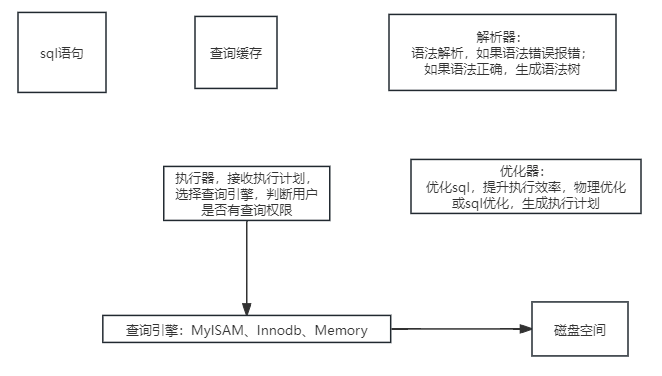 sql语句
查询缓存
解析器：
语法解析，如果语法错误报错；
如果语法正确，生成语法树
执行器，接收执行计划，
选择查询引擎，判断用户
是否有查询权限
优化器：
优化sql，提升执行效率，物理优化
或sql优化，生成执行计划
查询引擎：MyISAM、Innodb、Memory
磁盘空间